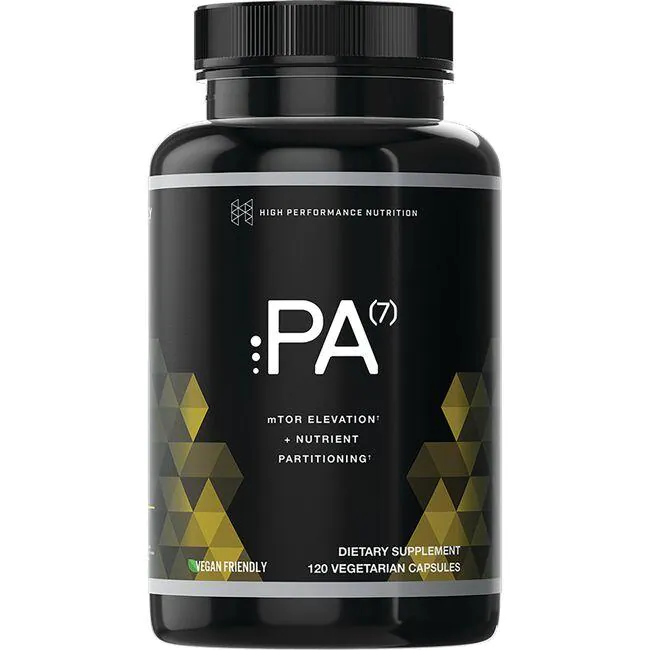 HIGH PERFORMANCE NUTRITION
:PA(7)
mTOR ELEVATION†
+ NUTRIENT
PARTITIONING†
DIETARY SUPPLEMENT
VEGAN FRIENDLY
120 VEGETARIAN CAPSULES